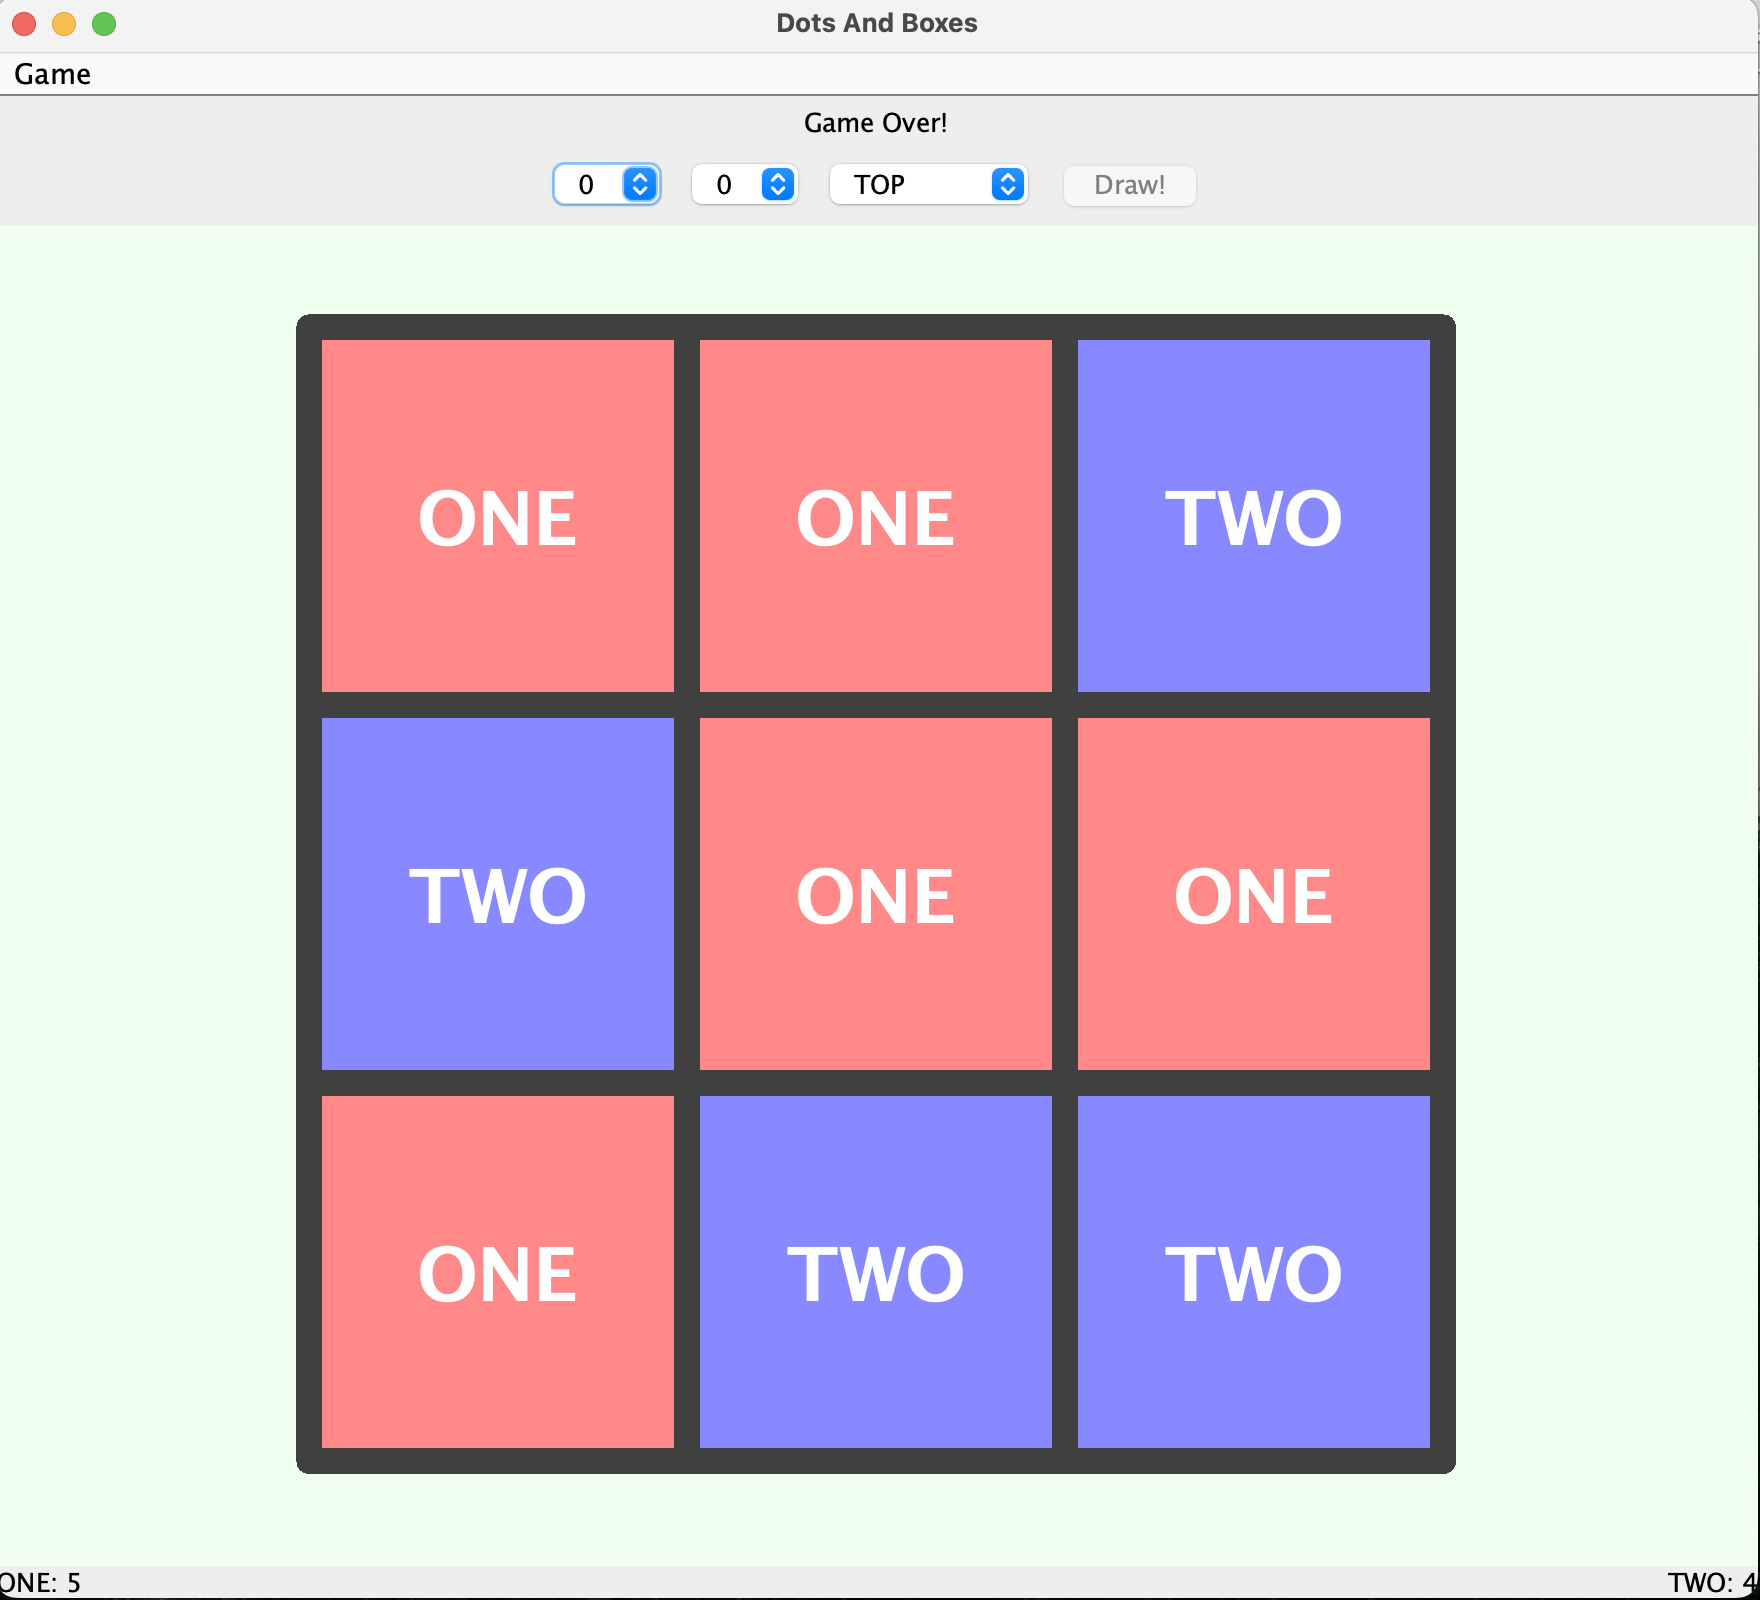 Dots And Boxes
Game
Game Over!
0 0 TOP Draw!
ONE ONE TWO
TWO ONE ONE
ONE TWO TWO
ONE: 5 TWO: 4